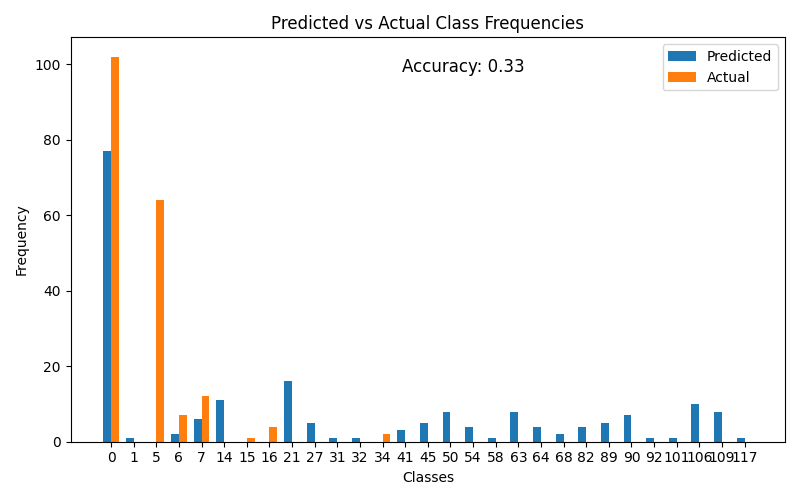 Predicted vs Actual Class Frequencies
Accuracy: 0.33
Predicted
Actual
Frequency
100
80
60
40
20
0
0 1 5 6 7 14 15 16 21 27 31 32 34 41 45 50 54 58 63 64 68 82 89 90 92 101 106 109 117
Classes